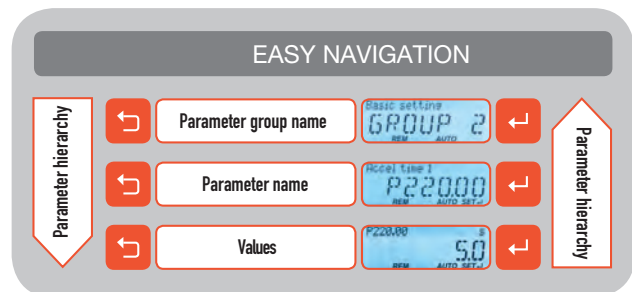 EASY NAVIGATION
Parameter hierarchy
Parameter group name
Basic setting
GROUP 2
REM AUTO
Parameter name
Accel time 1
P220.00
REM AUTO SET↵
Values
P220.00 s
5.0
REM AUTO SET↵
Parameter hierarchy